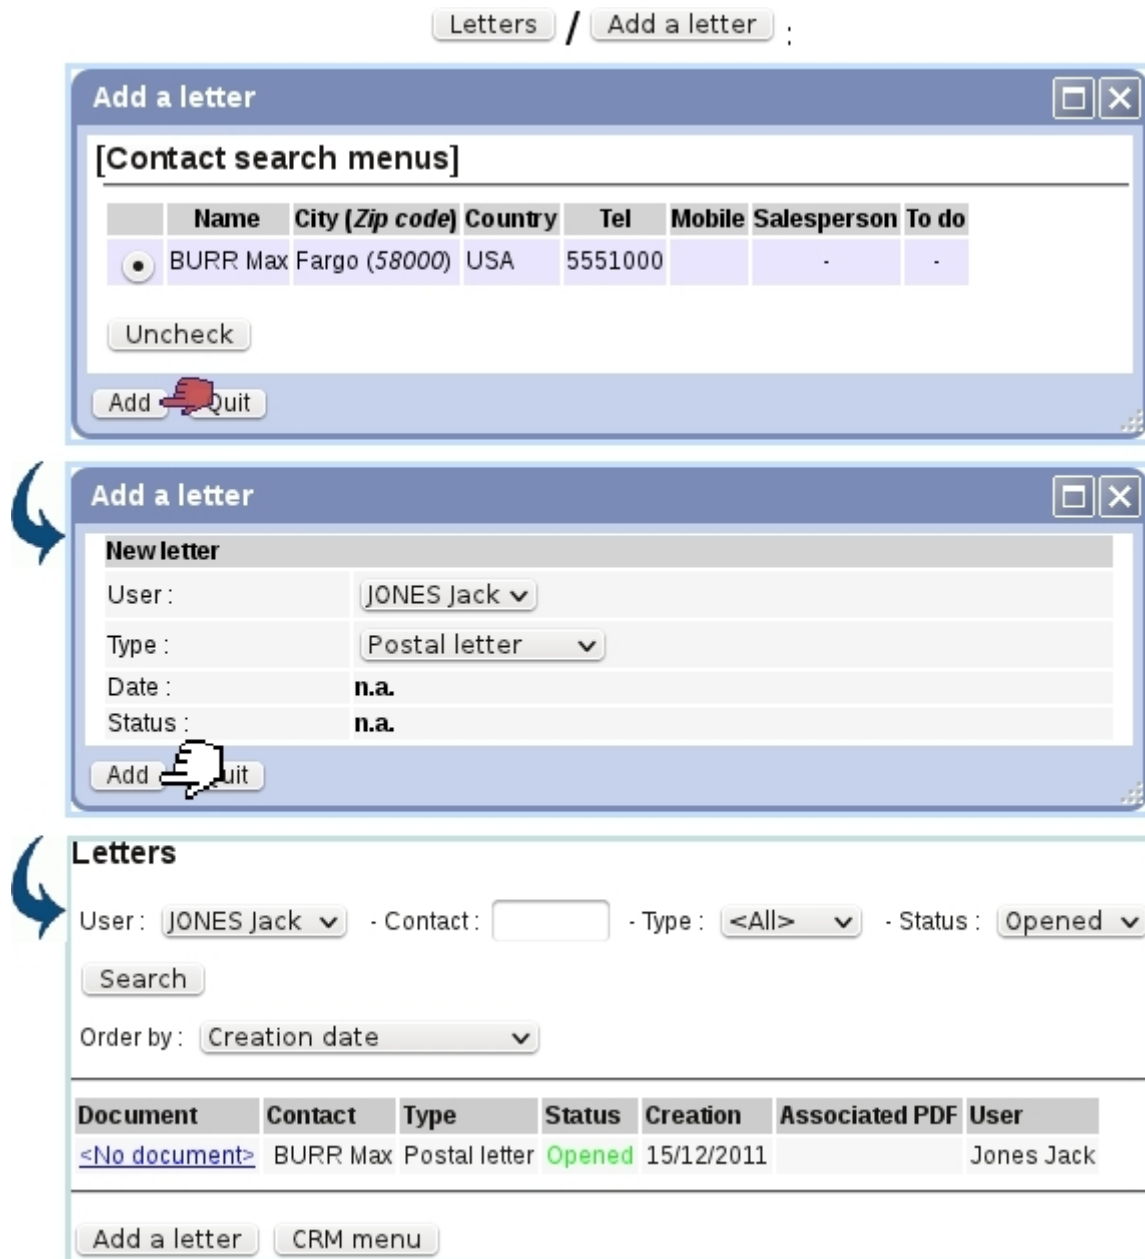 Letters / Add a letter :
Add a letter
[Contact search menus]
Name City (Zip code) Country Tel Mobile Salesperson To do
BURR Max Fargo (58000) USA 5551000 - -
Uncheck
Add Quit
Add a letter
New letter
User : JONES Jack
Type : Postal letter
Date : n.a.
Status : n.a.
Add Quit
Letters
User : JONES Jack - Contact : - Type : <All> - Status : Opened
Search
Order by : Creation date
Document Contact Type Status Creation Associated PDF User
<No document> BURR Max Postal letter Opened 15/12/2011 Jones Jack
Add a letter CRM menu